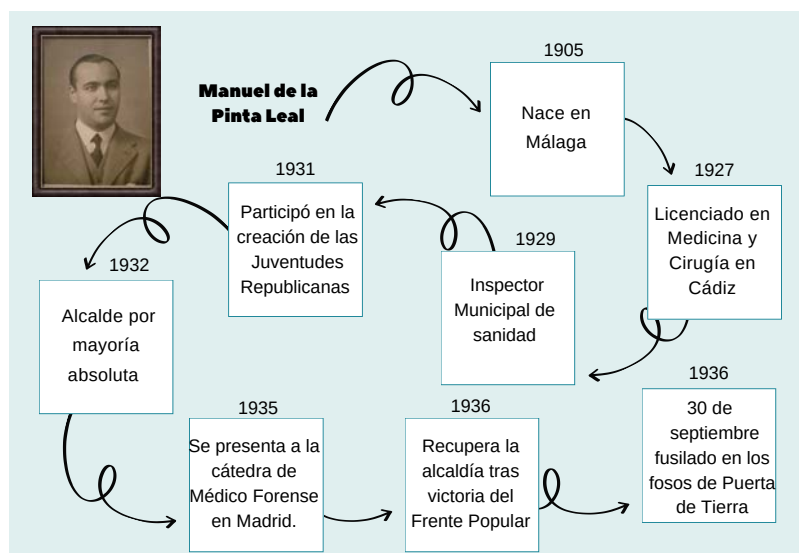 Manuel de la
Pinta Leal
1905
Nace en
Málaga
1927
Licenciado en
Medicina y
Cirugía en
Cádiz
1929
Inspector
Municipal de
sanidad
1931
Participó en la
creación de las
Juventudes
Republicanas
1932
Alcalde por
mayoría
absoluta
1935
Se presenta a la
cátedra de
Médico Forense
en Madrid.
1936
Recupera la
alcaldía tras
victoria del
Frente Popular
1936
30 de
septiembre
fusilado en los
fosos de Puerta
de Tierra